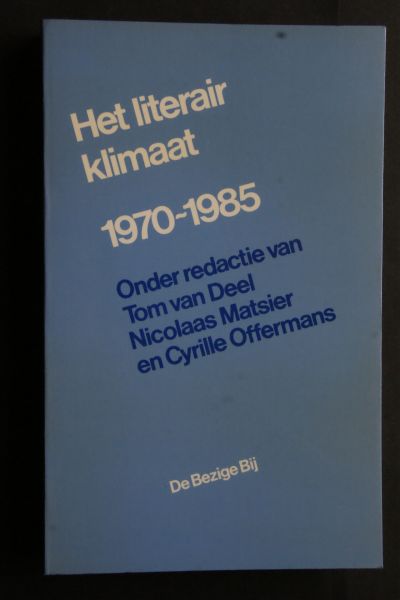 Het literair
klimaat
1970-1985
Onder redactie van
Tom van Deel
Nicolaas Matsier
en Cyrille Offermans
De Bezige Bij